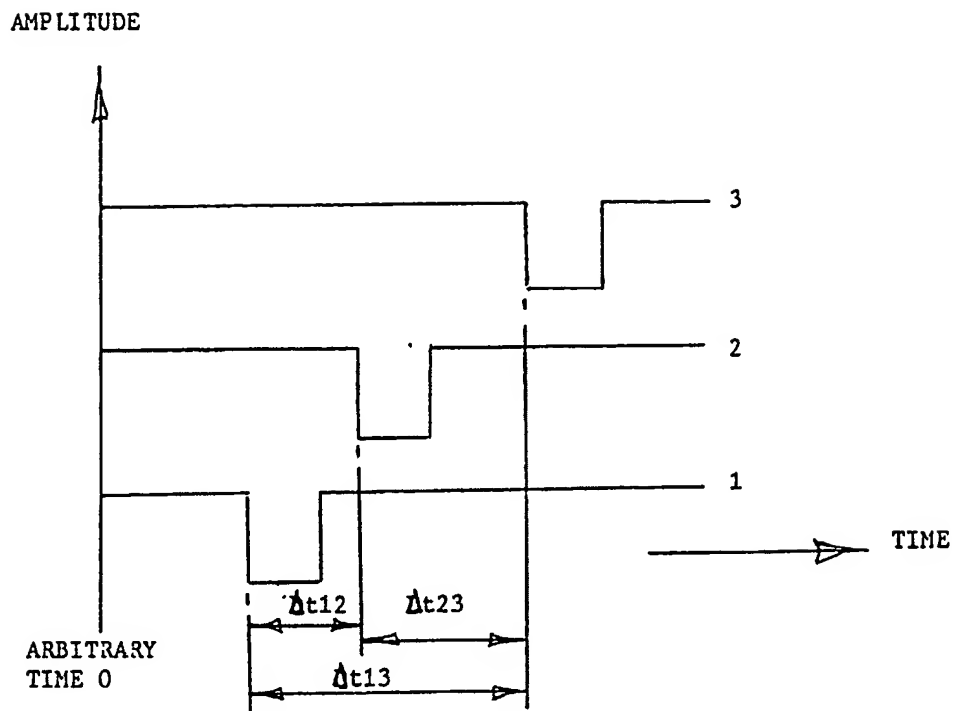 AMPLITUDE
3
2
1
TIME
Δt12
Δt23
ARBITRARY
TIME 0
Δt13